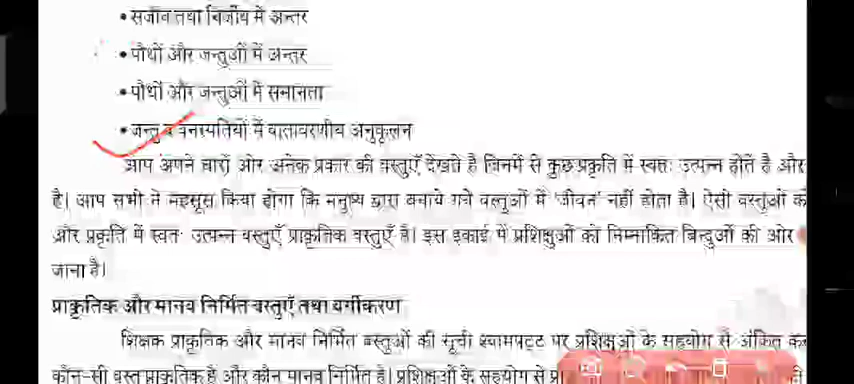 • सजीव तथा निर्जीव में अन्तर
• पौधों और जन्तुओं में अन्तर
• पौधों और जन्तुओं में समानता
• जन्तु व वनस्पतियों में वातावरणीय अनुकूलन
आप अपने चारों ओर अनेक प्रकार की वस्तुएँ देखते है जिनमें से कुछ प्रकृति में स्वतः उत्पन्न होते है और
है। आप सभी ने महसूस किया होगा कि मनुष्य द्वारा बनाये गये वस्तुओं में 'जीवन' नहीं होता है। ऐसी वस्तुओं को
और प्रकृति में स्वतः उत्पन्न वस्तुएँ प्राकृतिक वस्तुएँ है। इस इकाई में प्रशिक्षुओं को निम्नांकित बिन्दुओं की ओर
जाना है।
प्राकृतिक और मानव निर्मित वस्तुएँ तथा वर्गीकरण
शिक्षक प्राकृतिक और मानव निर्मित वस्तुओं की सूची श्यामपट्ट पर प्रशिक्षुओं के सहयोग से अंकित
कौन-सी वस्तु प्राकृतिक है और कौन मानव निर्मित है। प्रशिक्षुओं के सहयोग से